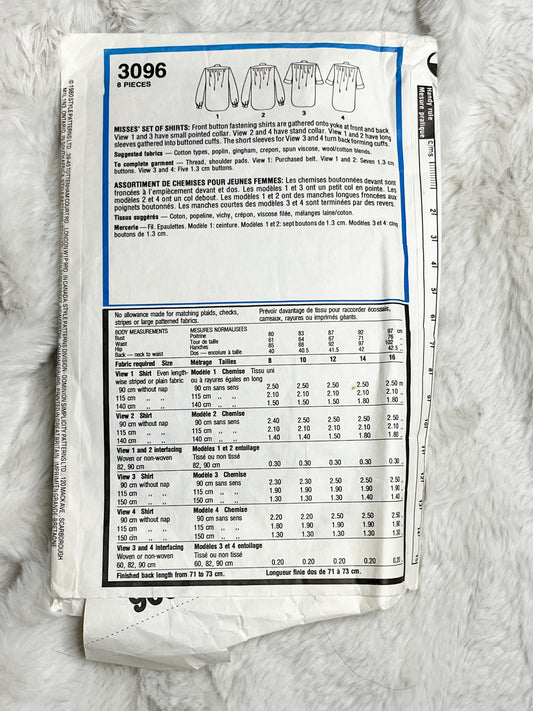 3096
8 PIECES
1 2 3 4
MISSES' SET OF SHIRTS: Front button fastening shirts are gathered onto yoke at front and back.
View 1 and 3 have small pointed collar. View 2 and 4 have stand collar. View 1 and 2 have long
sleeves gathered into buttoned cuffs. The short sleeves for View 3 and 4 turn back forming cuffs.
Suggested fabrics — Cotton types, poplin, gingham, crepon, spun viscose, wool/cotton blends.
To complete garment — Thread, shoulder pads. View 1: Purchased belt. View 1 and 2: Seven 1.3 cm
buttons. View 3 and 4: Five 1.3 cm buttons.
ASSORTIMENT DE CHEMISES POUR JEUNES FEMMES: Les chemises boutonnées devant sont
froncées à l'empiècement devant et dos. Les modèles 1 et 3 ont un petit col en pointe. Les
modèles 2 et 4 ont un col debout. Les modèles 1 et 2 ont des manches longues froncées aux
poignets boutonnés. Les manches courtes des modèles 3 et 4 sont terminées par des revers.
Tissus suggérés — Coton, popeline, vichy, crépon, viscose filée, mélanges laine/coton.
Mercerie — Fil. Epaulettes. Modèle 1: ceinture. Modèles 1 et 2: sept boutons de 1.3 cm. Modèles 3 et 4: cinq
boutons de 1.3 cm.
No allowance made for matching plaids, checks, Prévoir davantage de tissu pour raccorder écossais,
stripes or large patterned fabrics. carreaux, rayures ou imprimés géants.
BODY MEASUREMENTS MESURES NORMALISEES
Bust Poitrine 80 83 87 92 97 cm
Waist Tour de taille 61 64 67 71 76 „
Hip Hanches 85 88 92 97 102 „
Back — neck to waist Dos — encolure à taille 40 40.5 41.5 42 42.5 „
Fabric required Size Métrage Tailles 8 10 12 14 16
View 1 Shirt Even length- Modèle 1 Chemise Tissu uni
wise striped or plain fabric ou à rayures égales en long
90 cm without nap 90 cm sans sens 2.50 2.50 2.50 2.50 2.50 m
115 cm „ „ 115 cm „ „ 2.10 2.10 2.10 2.10 2.10 „
140 cm „ „ 140 cm „ „ 1.50 1.50 1.50 1.80 1.80 „
View 2 Shirt Modèle 2 Chemise
90 cm without nap 90 cm sans sens 2.40 2.50 2.50 2.50 2.50 „
115 cm „ „ 115 cm „ „ 2.10 2.10 2.10 2.10 2.10 „
140 cm „ „ 140 cm „ „ 1.40 1.40 1.50 1.80 1.80 „
View 1 and 2 interfacing Modèles 1 et 2 entoilage
Woven or non-woven Tissé ou non tissé
82, 90 cm 82, 90 cm 0.30 0.30 0.30 0.30 0.30 „
View 3 Shirt Modèle 3 Chemise
90 cm without nap 90 cm sans sens 2.30 2.30 2.50 2.50 2.50 „
115 cm „ „ 115 cm „ „ 1.90 1.90 1.90 1.90 1.90 „
150 cm „ „ 150 cm „ „ 1.30 1.30 1.30 1.40 1.40 „
View 4 Shirt Modèle 4 Chemise
90 cm without nap 90 cm sans sens 2.20 2.20 2.50 2.50 2.50 „
115 cm „ „ 115 cm „ „ 1.80 1.90 1.90 1.90 1.90 „
150 cm „ „ 150 cm „ „ 1.30 1.30 1.30 1.30 1.30 „
View 3 and 4 interfacing Modèles 3 et 4 entoilage
Woven or non-woven Tissé ou non tissé
60, 82, 90 cm 60, 82, 90 cm 0.20 0.20 0.20 0.20 0.20 „
Finished back length from 71 to 73 cm. Longueur finie dos de 71 à 73 cm.
Handy rule
Mesure pratique
c/ms